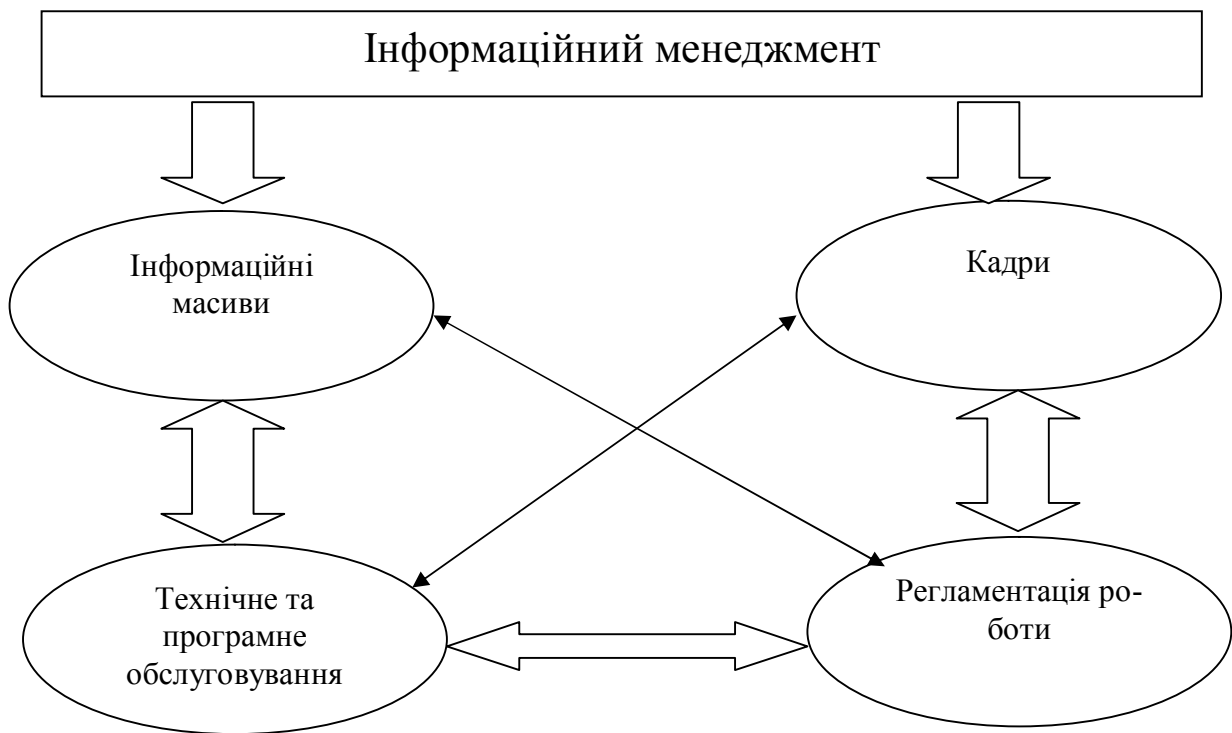 Інформаційний менеджмент
Інформаційні
масиви
Кадри
Технічне та
програмне
обслуговування
Регламентація ро-
боти